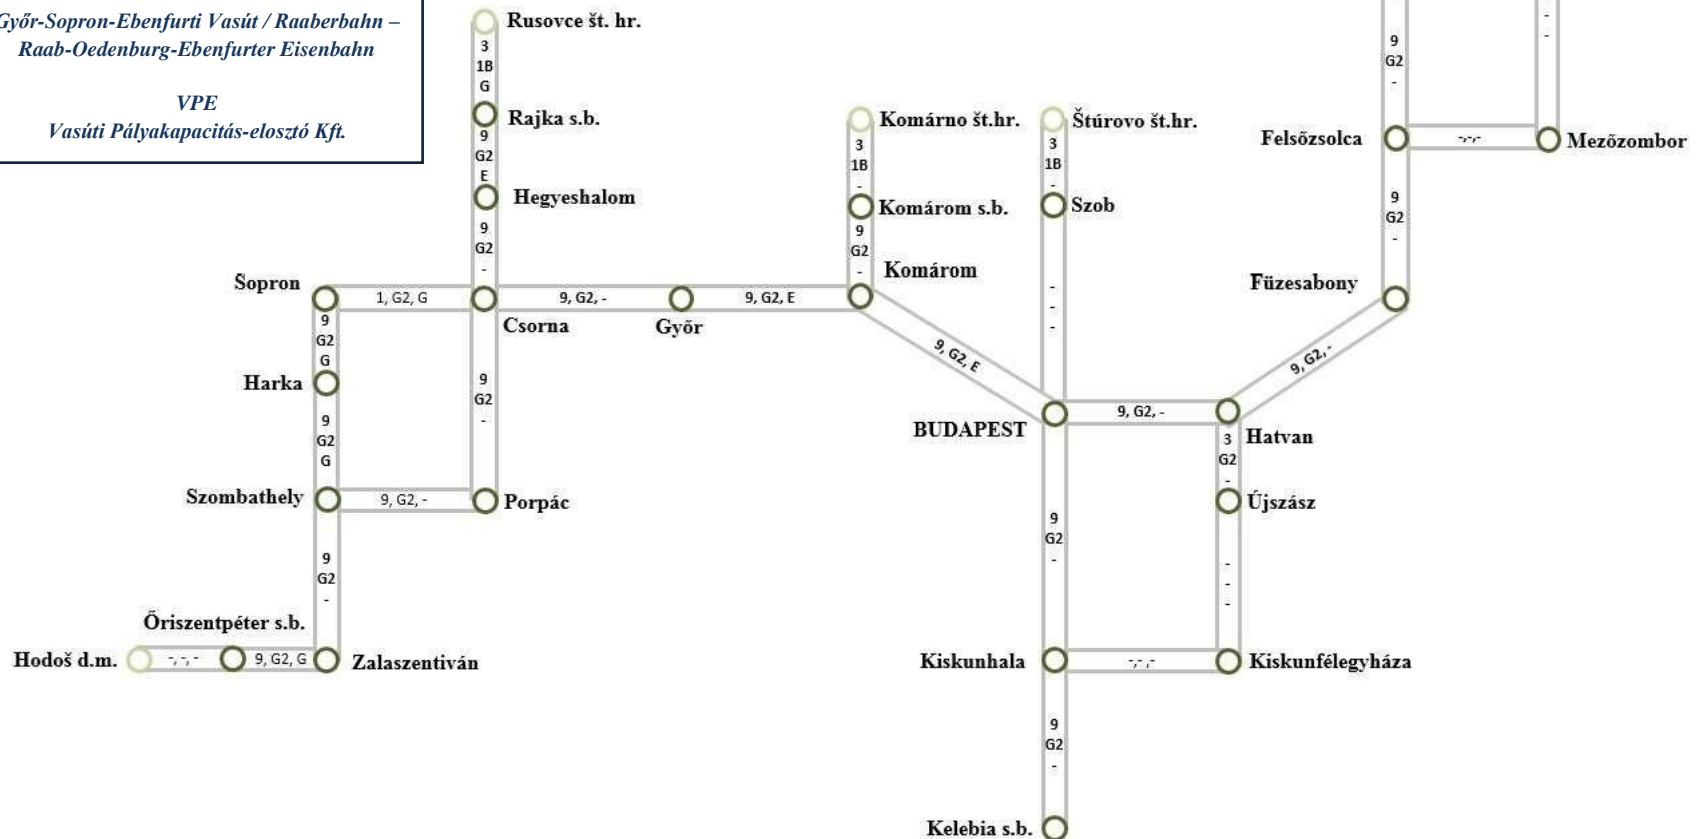 Győr-Sopron-Ebenfurti Vasút / Raaberbahn –
Raab-Oedenburg-Ebenfurter Eisenbahn
VPE
Vasúti Pályakapacitás-elosztó Kft.
Rusovce št. hr.
3
1B
G
Rajka s.b.
9
G2
E
Hegyeshalom
9
G2
-
Komárno št.hr.
3
1B
-
Komárom s.b.
9
G2
-
Komárom
Štúrovo št.hr.
3
1B
-
Szob
-
-
-
9
G2
-
-
-
Felsőzsolca
-,-,-
Mezőzombor
9
G2
-
Füzesabony
Sopron
1, G2, G
Csorna
9, G2, -
Győr
9, G2, E
9, G2, E
9, G2, -
9
G2
G
Harka
9
G2
G
9
G2
-
BUDAPEST
9, G2, -
Hatvan
3
G2
-
Újszász
Szombathely
9, G2, -
Porpác
9
G2
-
9
G2
-
-
-
-
Őriszentpéter s.b.
Hodoš d.m.
-, -, -
9, G2, G
Zalaszentiván
Kiskunhala
-,- ,-
Kiskunfélegyháza
9
G2
-
Kelebia s.b.